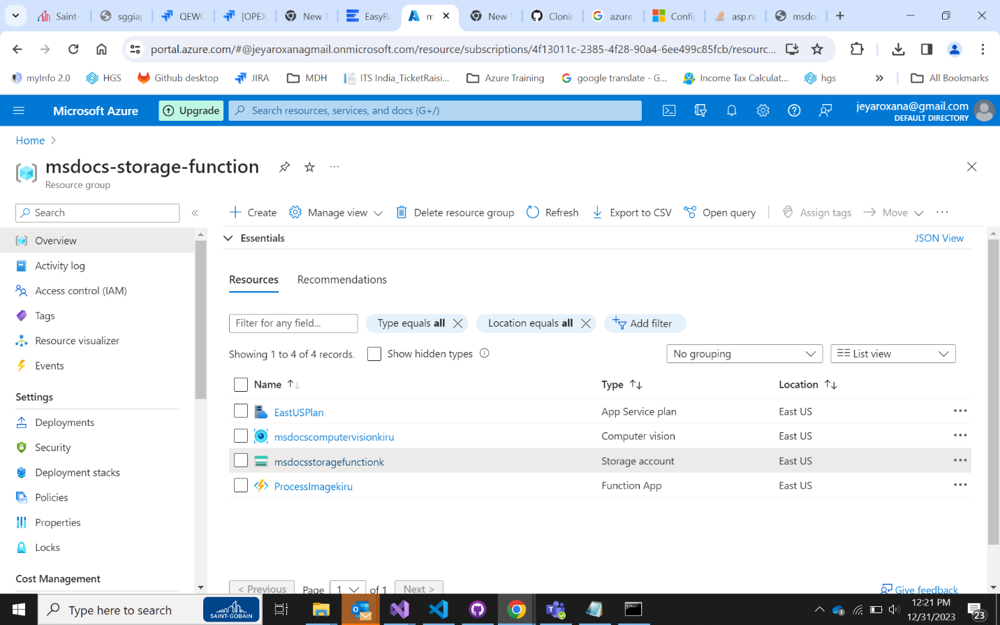 Saint-
sggiap
QEWC
[OPEX
New T
EasyRe
m
New T
Clonin
azure
Config
asp.ne
msdoc
portal.azure.com/#@jeyaroxanagmail.onmicrosoft.com/resource/subscriptions/4f13011c-2385-4f28-90a4-6ee499c85fcb/resourc...
myInfo 2.0
HGS
Github desktop
JIRA
MDH
ITS India_TicketRaisi...
Azure Training
google translate - G...
Income Tax Calculat...
hgs
»
All Bookmarks
Microsoft Azure
Upgrade
Search resources, services, and docs (G+/)
jeyaroxana@gmail.com
DEFAULT DIRECTORY
Home >
msdocs-storage-function
Resource group
Search
Create
Manage view
Delete resource group
Refresh
Export to CSV
Open query
Assign tags
Move
Overview
Activity log
Access control (IAM)
Tags
Resource visualizer
Events
Settings
Deployments
Security
Deployment stacks
Policies
Properties
Locks
Cost Management
Essentials
JSON View
Resources
Recommendations
Filter for any field...
Type equals all
Location equals all
Add filter
Showing 1 to 4 of 4 records.
Show hidden types
No grouping
List view
Name
Type
Location
EastUSPlan
App Service plan
East US
msdocscomputervisionkiru
Computer vision
East US
msdocsstoragefunctionk
Storage account
East US
ProcessImagekiru
Function App
East US
< Previous
Page
1
of 1
Next >
Give feedback
Type here to search
SAINT-GOBAIN
12:21 PM
12/31/2023
23